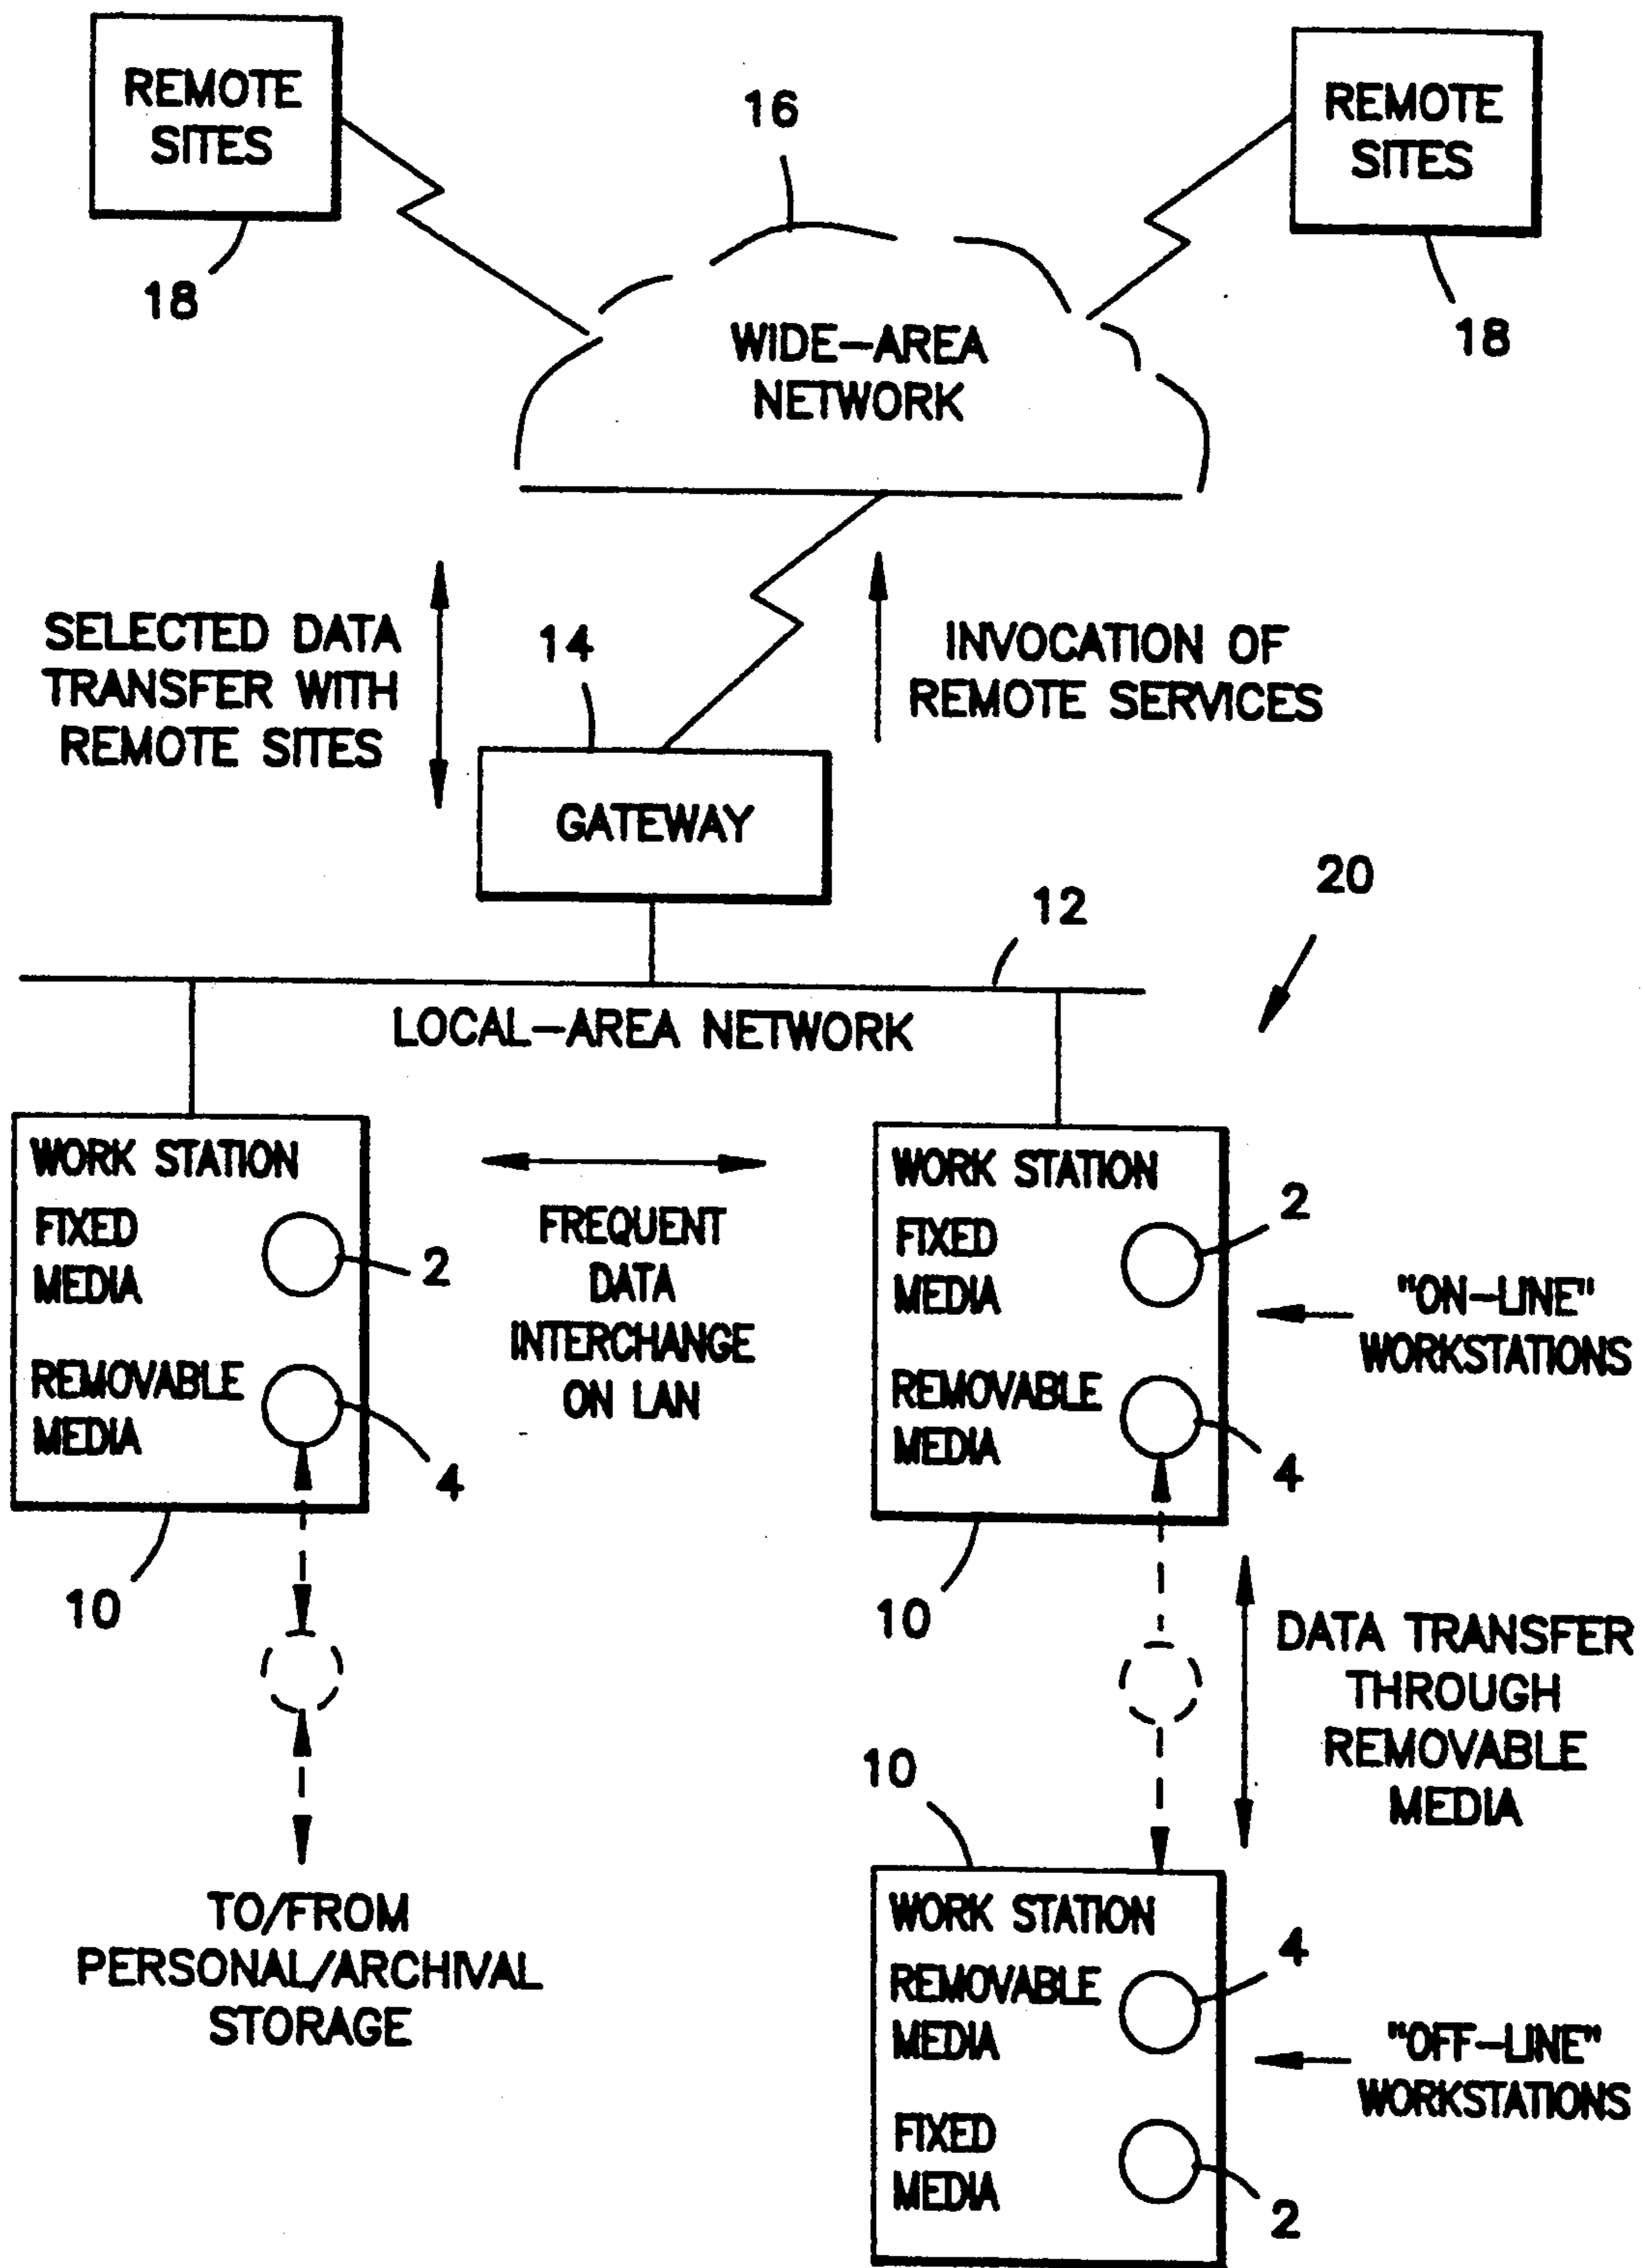 REMOTE
SITES
18
16
REMOTE
SITES
18
WIDE-AREA
NETWORK
SELECTED DATA
TRANSFER WITH
REMOTE SITES
14
INVOCATION OF
REMOTE SERVICES
GATEWAY
20
12
LOCAL-AREA NETWORK
WORK STATION
FIXED
MEDIA
2
REMOVABLE
MEDIA
4
10
FREQUENT
DATA
INTERCHANGE
ON LAN
WORK STATION
FIXED
MEDIA
2
REMOVABLE
MEDIA
4
10
"ON-LINE"
WORKSTATIONS
DATA TRANSFER
THROUGH
REMOVABLE
MEDIA
TO/FROM
PERSONAL/ARCHIVAL
STORAGE
10
WORK STATION
REMOVABLE
MEDIA
4
FIXED
MEDIA
2
"OFF-LINE"
WORKSTATIONS